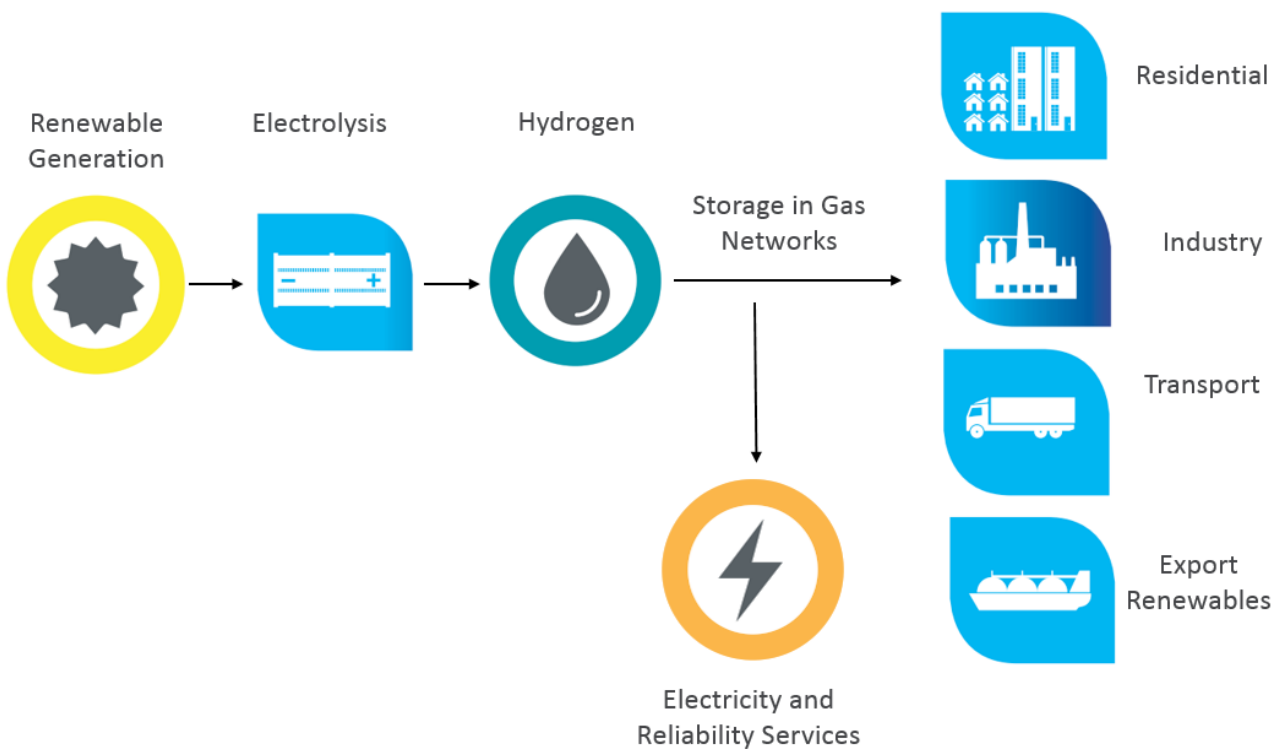 Renewable
Generation
Electrolysis
Hydrogen
Storage in Gas
Networks
Residential
Industry
Transport
Export
Renewables
Electricity and
Reliability Services